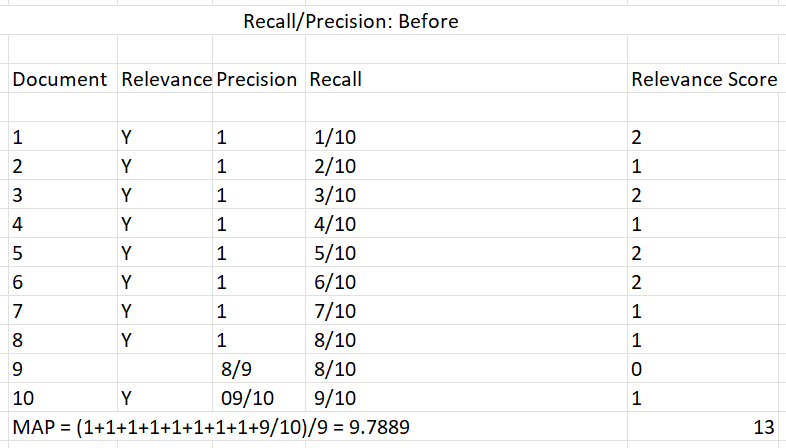 Recall/Precision: Before
Document Relevance Precision Recall Relevance Score
1 Y 1 1/10 2
2 Y 1 2/10 1
3 Y 1 3/10 2
4 Y 1 4/10 1
5 Y 1 5/10 2
6 Y 1 6/10 2
7 Y 1 7/10 1
8 Y 1 8/10 1
9 8/9 8/10 0
10 Y 09/10 9/10 1
MAP = (1+1+1+1+1+1+1+1+9/10)/9 = 9.7889 13